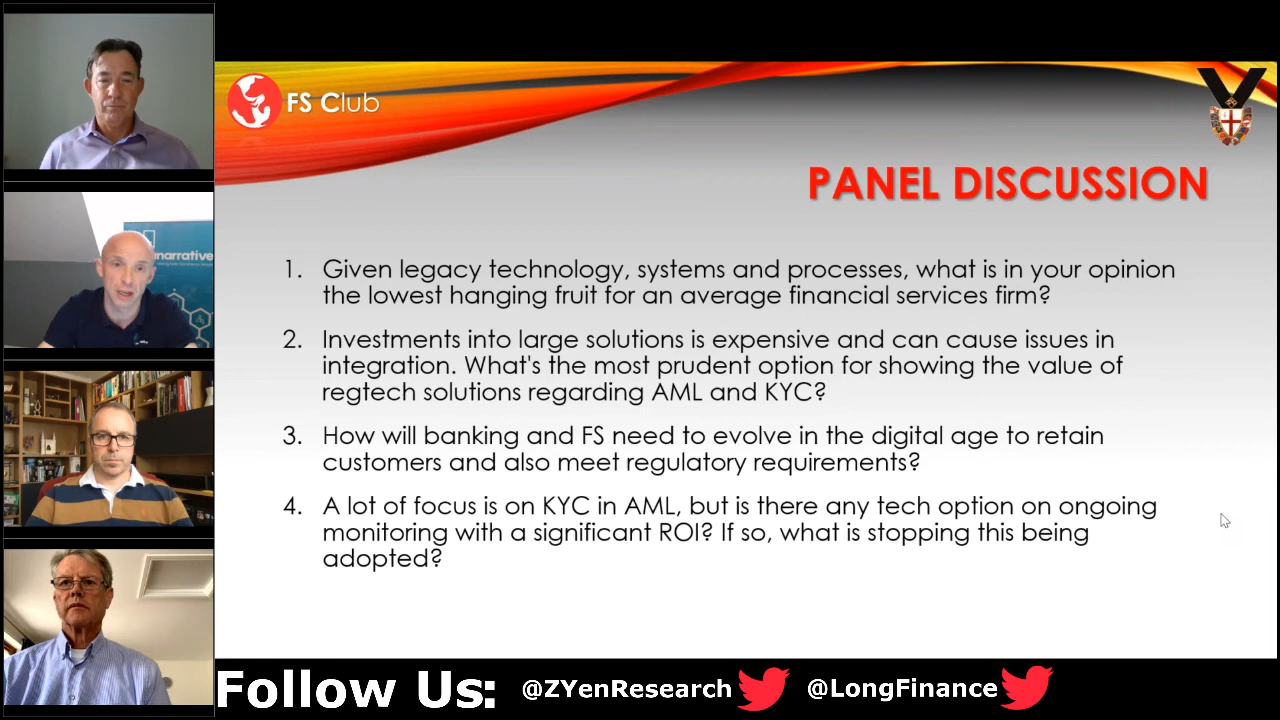 FS Club
PANEL DISCUSSION
narrative
1. Given legacy technology, systems and processes, what is in your opinion
the lowest hanging fruit for an average financial services firm?
2. Investments into large solutions is expensive and can cause issues in
integration. What's the most prudent option for showing the value of
regtech solutions regarding AML and KYC?
3. How will banking and FS need to evolve in the digital age to retain
customers and also meet regulatory requirements?
4. A lot of focus is on KYC in AML, but is there any tech option on ongoing
monitoring with a significant ROI? If so, what is stopping this being
adopted?
Follow Us: @ZYenResearch @LongFinance